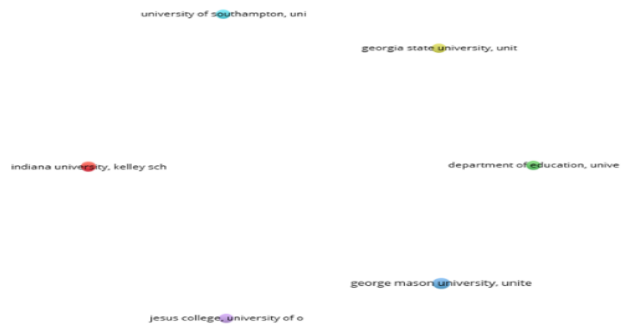 university of southampton, uni
georgia state university, unit
indiana university, kelley sch
department of education, unive
george mason university, unite
jesus college, university of o